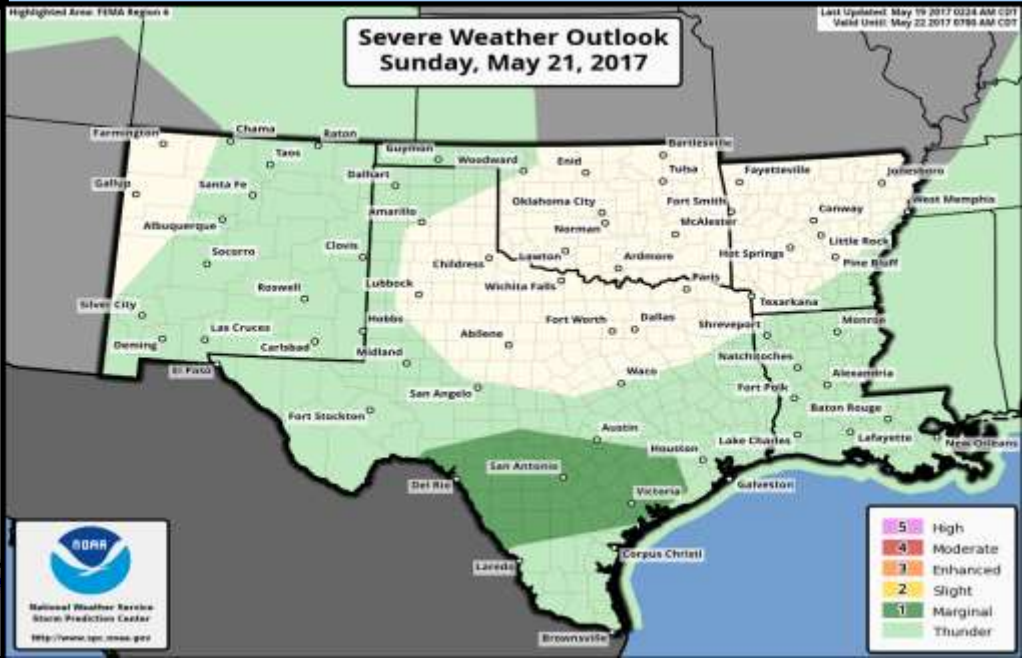 Highlighted Area: FEMA Region 6
Severe Weather Outlook
Sunday, May 21, 2017
Last Updated: May 19 2017 0224 AM CDT
Valid Until: May 22 2017 0700 AM CDT
Farmington
Chama
Raton
Taos
Guymon
Woodward
Enid
Bartlesville
Tulsa
Fayetteville
Jonesboro
Gallup
Santa Fe
Dalhart
Oklahoma City
Fort Smith
Conway
West Memphis
Albuquerque
Amarillo
Norman
McAlester
Little Rock
Socorro
Clovis
Childress
Lawton
Ardmore
Hot Springs
Pine Bluff
Roswell
Lubbock
Wichita Falls
Paris
Texarkana
Silver City
Las Cruces
Hobbs
Abilene
Fort Worth
Dallas
Shreveport
Monroe
Deming
Carlsbad
Midland
Natchitoches
El Paso
San Angelo
Waco
Fort Polk
Alexandria
Fort Stockton
Austin
Houston
Lake Charles
Baton Rouge
Lafayette
New Orleans
San Antonio
Del Rio
Victoria
Galveston
Corpus Christi
Laredo
Brownsville
NOAA
National Weather Service
Storm Prediction Center
http://www.spc.noaa.gov
5 High
4 Moderate
3 Enhanced
2 Slight
1 Marginal
Thunder